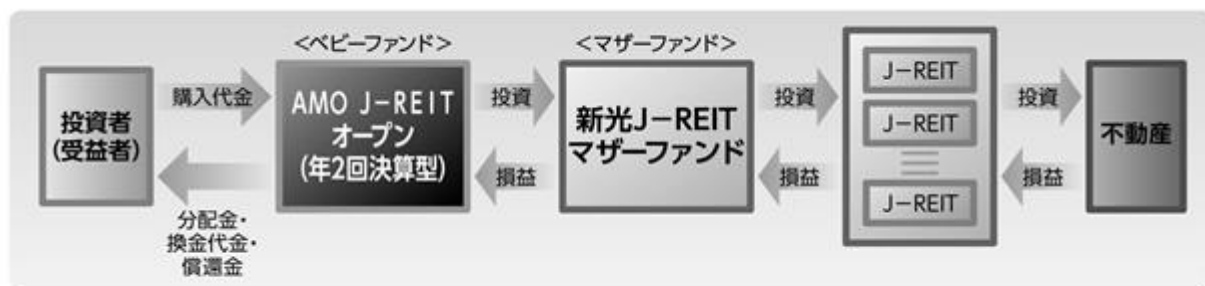 <ベビーファンド>
<マザーファンド>
投資者
(受益者)
購入代金
分配金・
換金代金・
償還金
AMO J−REIT
オープン
(年2回決算型)
投資
損益
新光J−REIT
マザーファンド
投資
損益
J−REIT
J−REIT
J−REIT
投資
損益
不動産